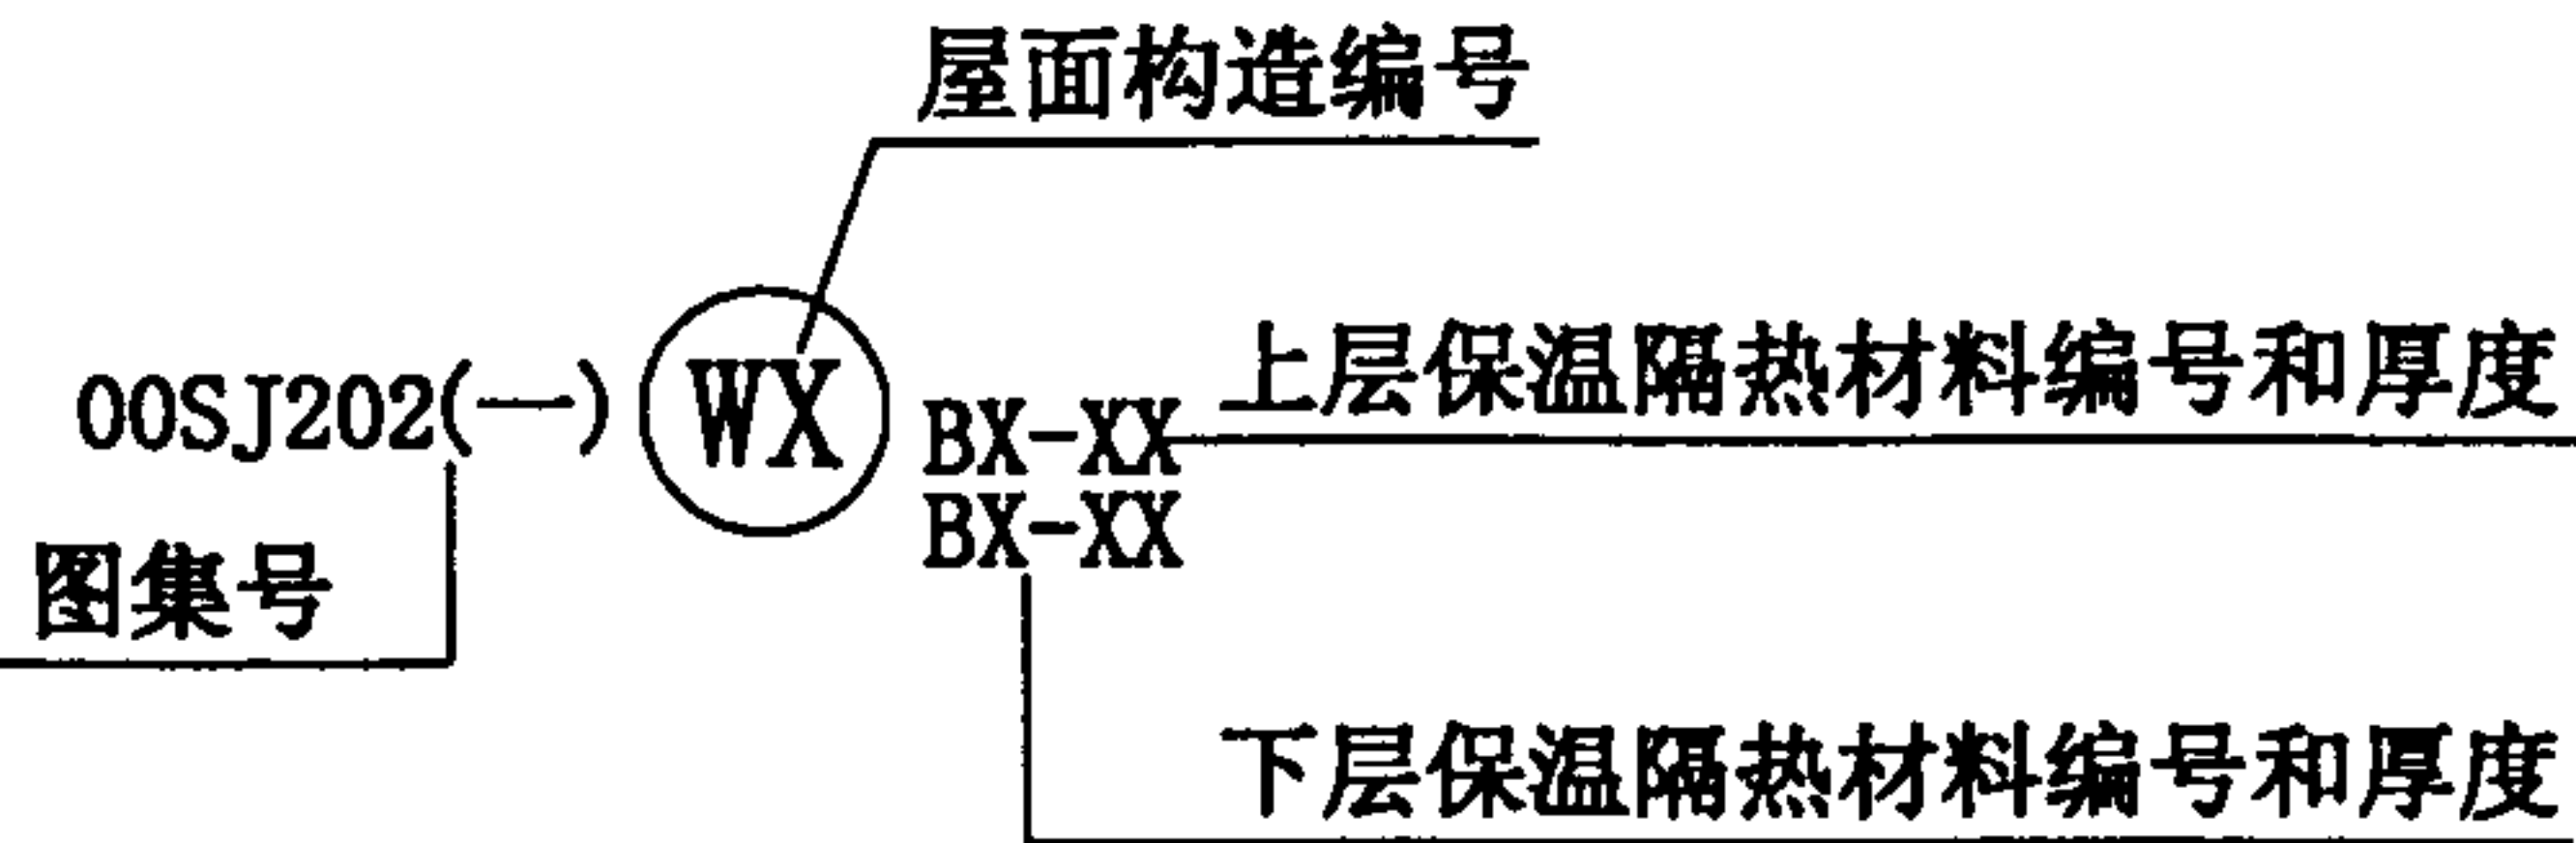 屋面构造编号
00SJ202(一) WX BX-XX 上层保温隔热材料编号和厚度
BX-XX
图集号
下层保温隔热材料编号和厚度